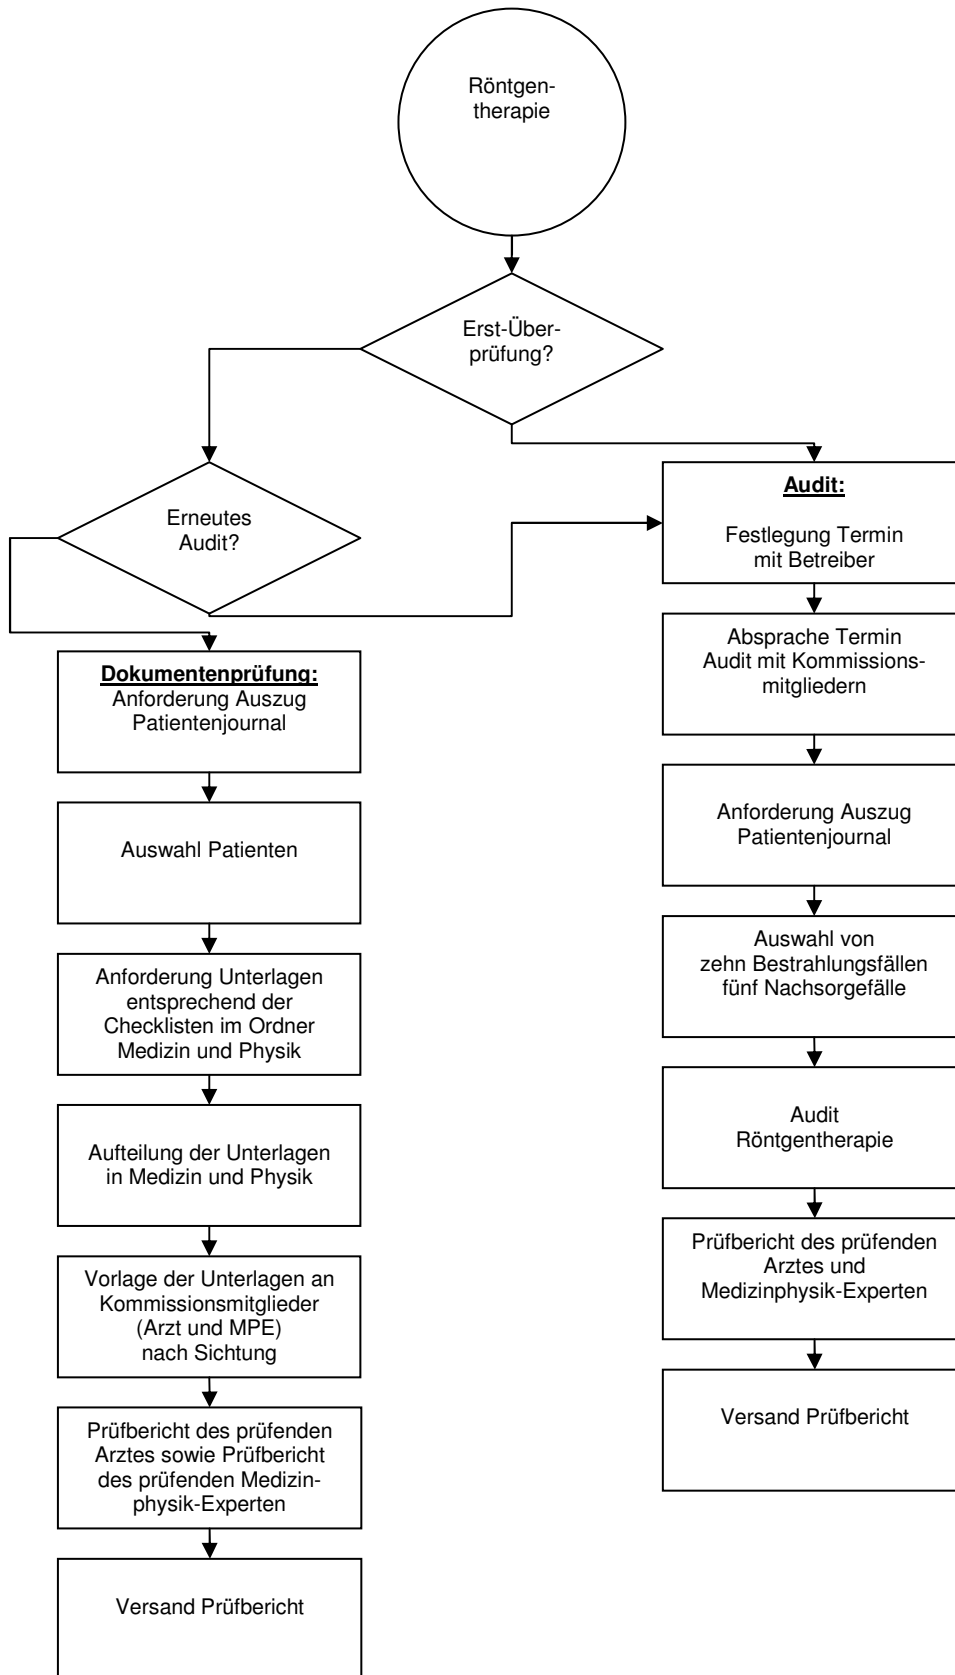 Röntgen-
therapie
Erst-Über-
prüfung?
Erneutes
Audit?
Dokumentenprüfung:
Anforderung Auszug
Patientenjournal
Auswahl Patienten
Anforderung Unterlagen
entsprechend der
Checklisten im Ordner
Medizin und Physik
Aufteilung der Unterlagen
in Medizin und Physik
Vorlage der Unterlagen an
Kommissionsmitglieder
(Arzt und MPE)
nach Sichtung
Prüfbericht des prüfenden
Arztes sowie Prüfbericht
des prüfenden Medizin-
physik-Experten
Versand Prüfbericht
Audit:
Festlegung Termin
mit Betreiber
Absprache Termin
Audit mit Kommissions-
mitgliedern
Anforderung Auszug
Patientenjournal
Auswahl von
zehn Bestrahlungsfällen
fünf Nachsorgefälle
Audit
Röntgentherapie
Prüfbericht des prüfenden
Arztes und
Medizinphysik-Experten
Versand Prüfbericht